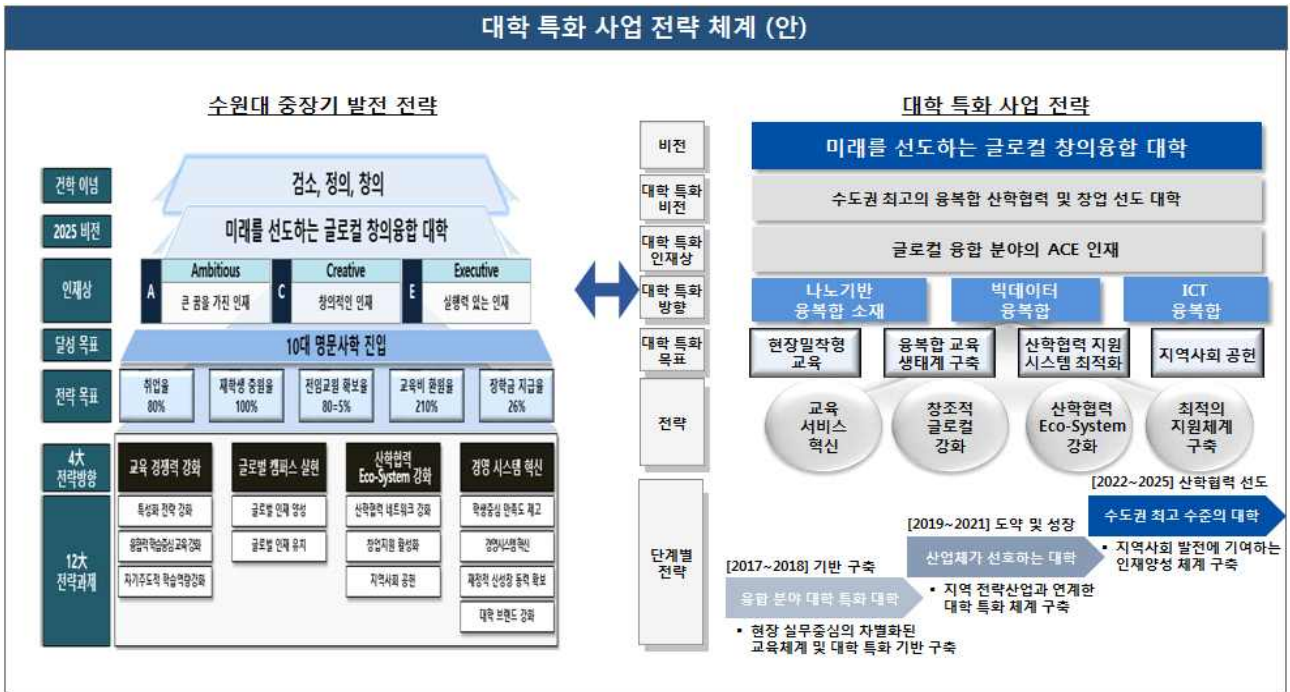 대학 특화 사업 전략 체계 (안)
수원대 중장기 발전 전략
건학 이념
검소, 정의, 창의
2025 비전
미래를 선도하는 글로컬 창의융합 대학
인재상
A
Ambitious
큰 꿈을 가진 인재
C
Creative
창의적인 인재
E
Executive
실행력 있는 인재
달성 목표
10대 명문사학 진입
전략 목표
취업율
80%
재학생 충원율
100%
전임교원 확보율
80=5%
교육비 환원율
210%
장학금 지급율
26%
4大
전략방향
교육 경쟁력 강화
글로벌 캠퍼스 실현
산학협력
Eco-System 강화
경영 시스템 혁신
12大
전략과제
특성화 전략 강화
융합적 학습중심 교육 강화
자기주도적 학습역량강화
글로벌 인재 양성
글로벌 인재 유치
산학협력 네트워크 강화
창업지원 활성화
지역사회 공헌
학생중심 만족도 제고
경영시스템 혁신
재정적 신성장 동력 확보
대학 브랜드 강화
대학 특화 사업 전략
비전
미래를 선도하는 글로컬 창의융합 대학
대학 특화
비전
수도권 최고의 융복합 산학협력 및 창업 선도 대학
대학 특화
인재상
글로컬 융합 분야의 ACE 인재
대학 특화
방향
나노기반
융복합 소재
빅데이터
융복합
ICT
융복합
대학 특화
목표
현장밀착형
교육
융복합 교육
생태계 구축
산학협력 지원
시스템 최적화
지역사회 공헌
전략
교육
서비스
혁신
창조적
글로컬
강화
산학협력
Eco-System
강화
최적의
지원체계
구축
단계별
전략
[2017~2018] 기반 구축
융합 분야 대학 특화 대학
▪ 현장 실무중심의 차별화된
교육체계 및 대학 특화 기반 구축
[2019~2021] 도약 및 성장
산업체가 선호하는 대학
▪ 지역 전략산업과 연계한
대학 특화 체계 구축
[2022~2025] 산학협력 선도
수도권 최고 수준의 대학
▪ 지역사회 발전에 기여하는
인재양성 체계 구축